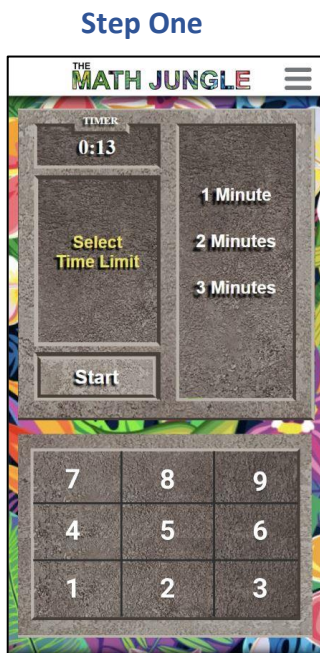 Step One
THE
MATH JUNGLE
TIMER
0:13
Select
Time Limit
Start
1 Minute
2 Minutes
3 Minutes
7 8 9
4 5 6
1 2 3